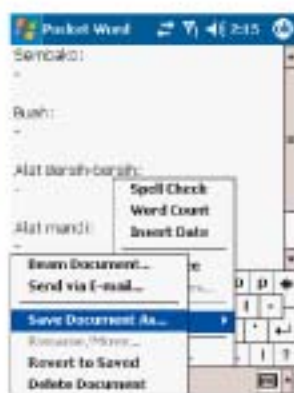 Pocket Word 2:15
Sembako:
-
Buah:
-
Alat Bersih-bersih:
-
Alat mandi:
-
Spell Check
Word Count
Insert Date
Beam Document...
Send via E-mail...
Save Document As...
Rename/Move...
Revert to Saved
Delete Document